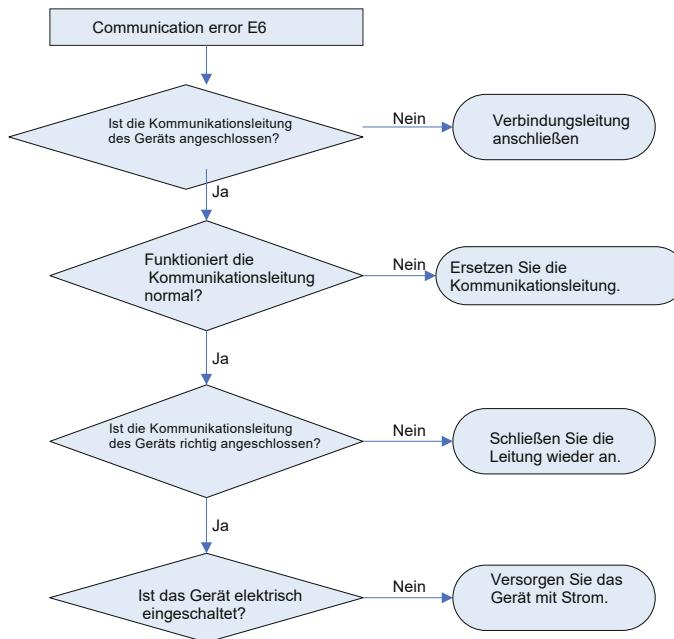 Communication error E6
Ist die Kommunikationsleitung
des Geräts angeschlossen?
Nein
Verbindungsleitung
anschließen
Ja
Funktioniert die
Kommunikationsleitung
normal?
Nein
Ersetzen Sie die
Kommunikationsleitung.
Ja
Ist die Kommunikationsleitung
des Geräts richtig angeschlossen?
Nein
Schließen Sie die
Leitung wieder an.
Ja
Ist das Gerät elektrisch
eingeschaltet?
Nein
Versorgen Sie das
Gerät mit Strom.